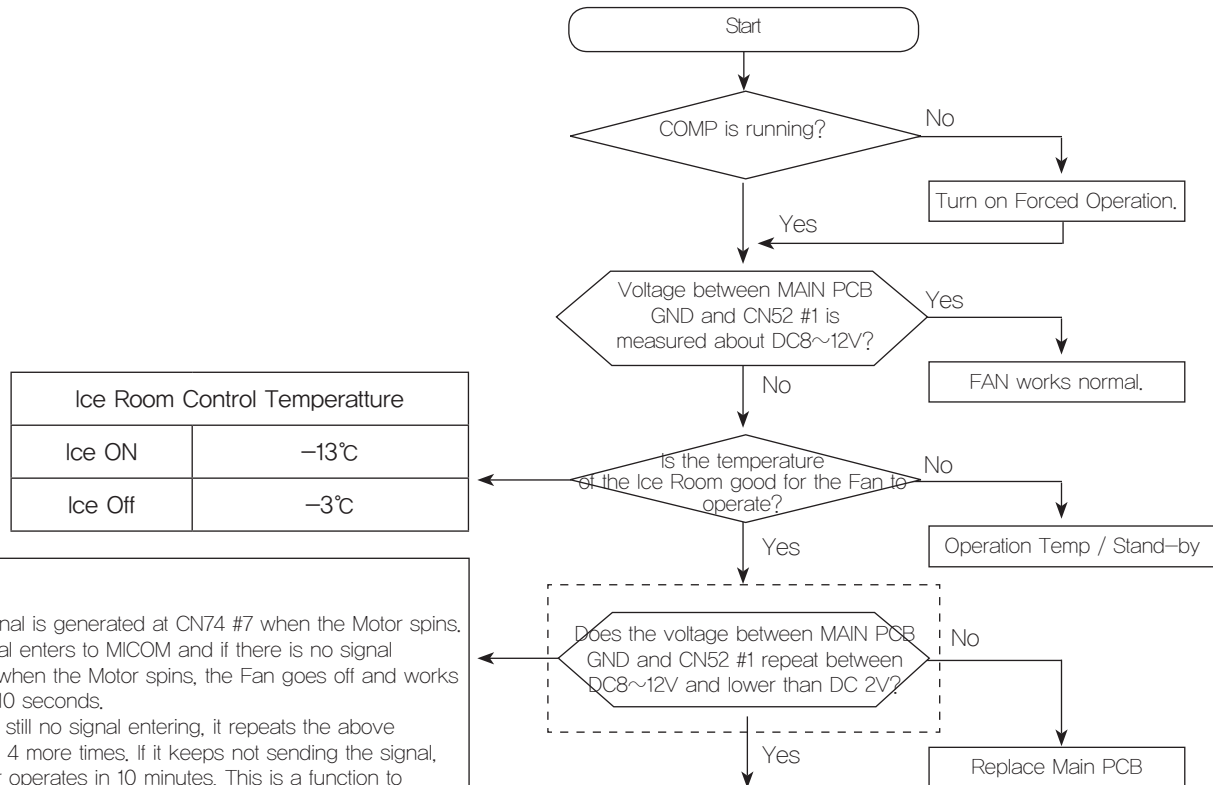 Start
COMP is running?
No
Turn on Forced Operation.
Yes
Voltage between MAIN PCB
GND and CN52 #1 is
measured about DC8~12V?
Yes
FAN works normal.
No
Ice Room Control Temperatture
Ice ON
−13℃
Ice Off
−3℃
Is the temperature
of the Ice Room good for the Fan to
operate?
No
Operation Temp / Stand-by
Yes
Does the voltage between MAIN PCB
GND and CN52 #1 repeat between
DC8~12V and lower than DC 2V?
No
Replace Main PCB
Yes
is generated at CN74 #7 when the Motor spins.
enters to MICOM and if there is no signal
when the Motor spins, the Fan goes off and works
10 seconds.
still no signal entering, it repeats the above
4 more times. If it keeps not sending the signal,
operates in 10 minutes. This is a function to